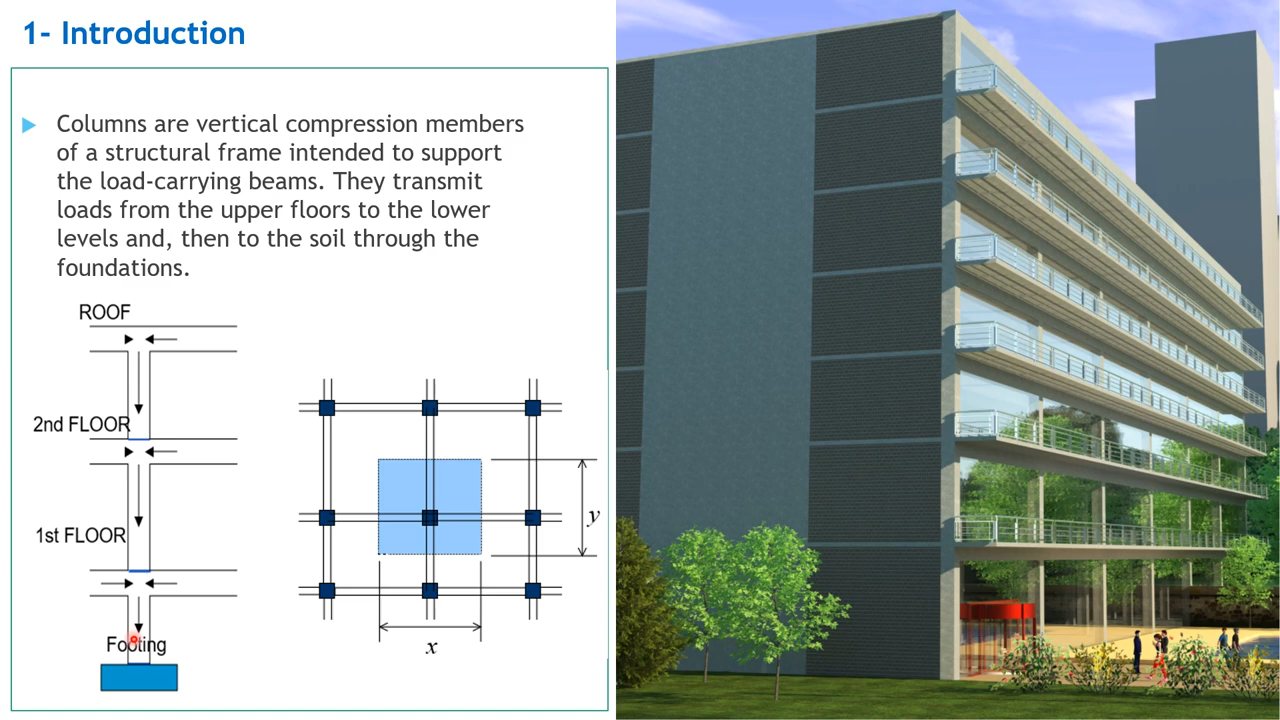 1- Introduction
Columns are vertical compression members
of a structural frame intended to support
the load-carrying beams. They transmit
loads from the upper floors to the lower
levels and, then to the soil through the
foundations.
ROOF
2nd FLOOR
1st FLOOR
Footing
y
x